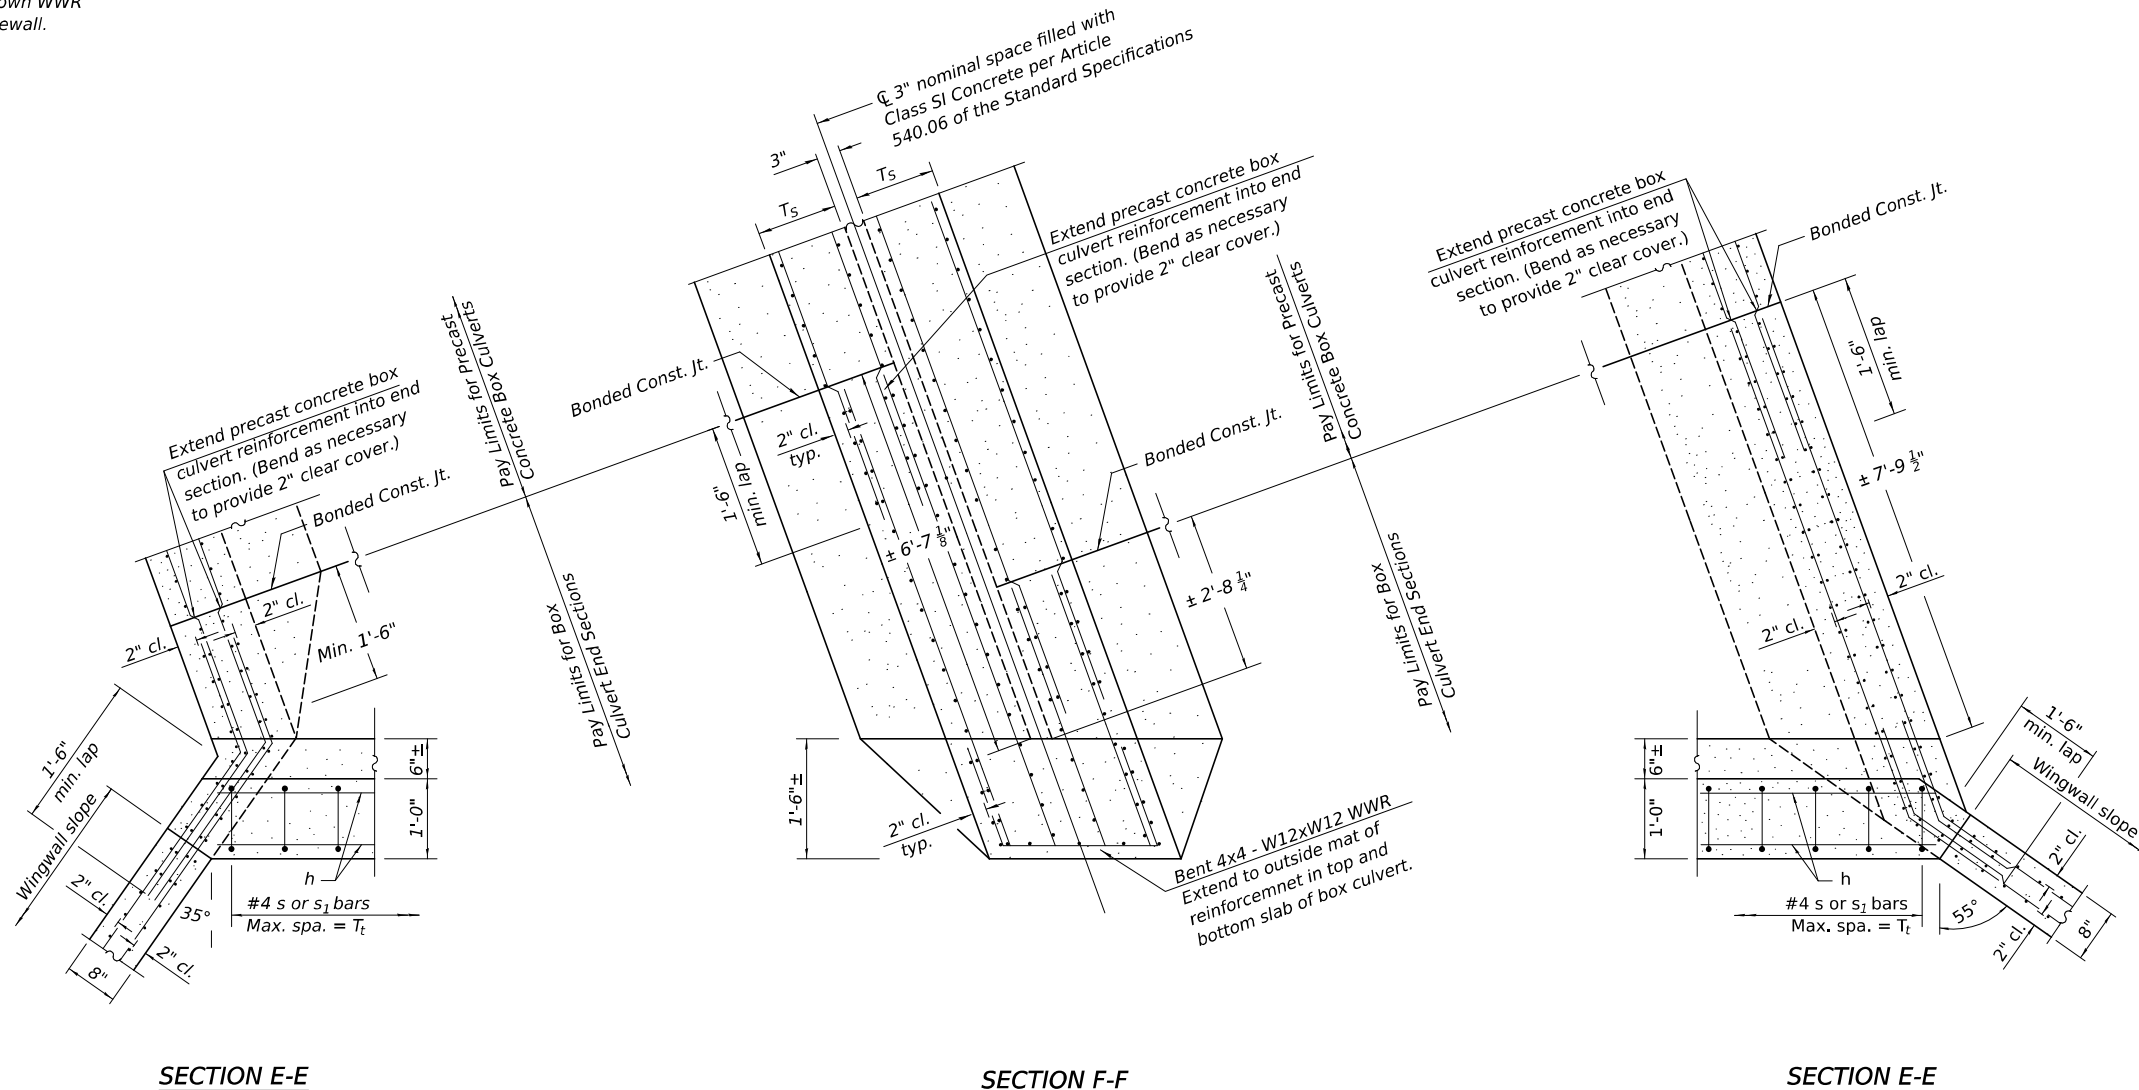 own WWR
ewall.
℄ 3" nominal space filled with
Class SI Concrete per Article
540.06 of the Standard Specifications
3"
Ts
Ts
Extend precast concrete box
culvert reinforcement into end
section. (Bend as necessary
to provide 2" clear cover.)
Extend precast concrete box
culvert reinforcement into end
section. (Bend as necessary
to provide 2" clear cover.)
Bonded Const. Jt.
Pay Limits for Precast
Concrete Box Culverts
Pay Limits for Precast
Concrete Box Culverts
Bonded Const. Jt.
1'-6"
min. lap
Extend precast concrete box
culvert reinforcement into end
section. (Bend as necessary
to provide 2" clear cover.)
Bonded Const. Jt.
2" cl.
typ.
1'-6"
min. lap
Bonded Const. Jt.
± 6'-7 1/8"
± 2'-8 1/4"
± 7'-9 1/2"
2" cl.
2" cl.
Min. 1'-6"
Pay Limits for Box
Culvert End Sections
Pay Limits for Box
Culvert End Sections
2" cl.
2" cl.
1'-6"
min. lap
Wingwall slope
6"±
1'-0"
h
2" cl.
35°
#4 s or s1 bars
Max. spa. = Tt
2" cl.
8"
1'-6"±
2" cl.
typ.
Bent 4x4 - W12xW12 WWR
Extend to outside mat of
reinforcemnet in top and
bottom slab of box culvert.
6"±
1'-0"
1'-6"
min. lap
Wingwall slope
2" cl.
h
#4 s or s1 bars
Max. spa. = Tt
55°
2" cl.
8"
SECTION E-E
SECTION F-F
SECTION E-E